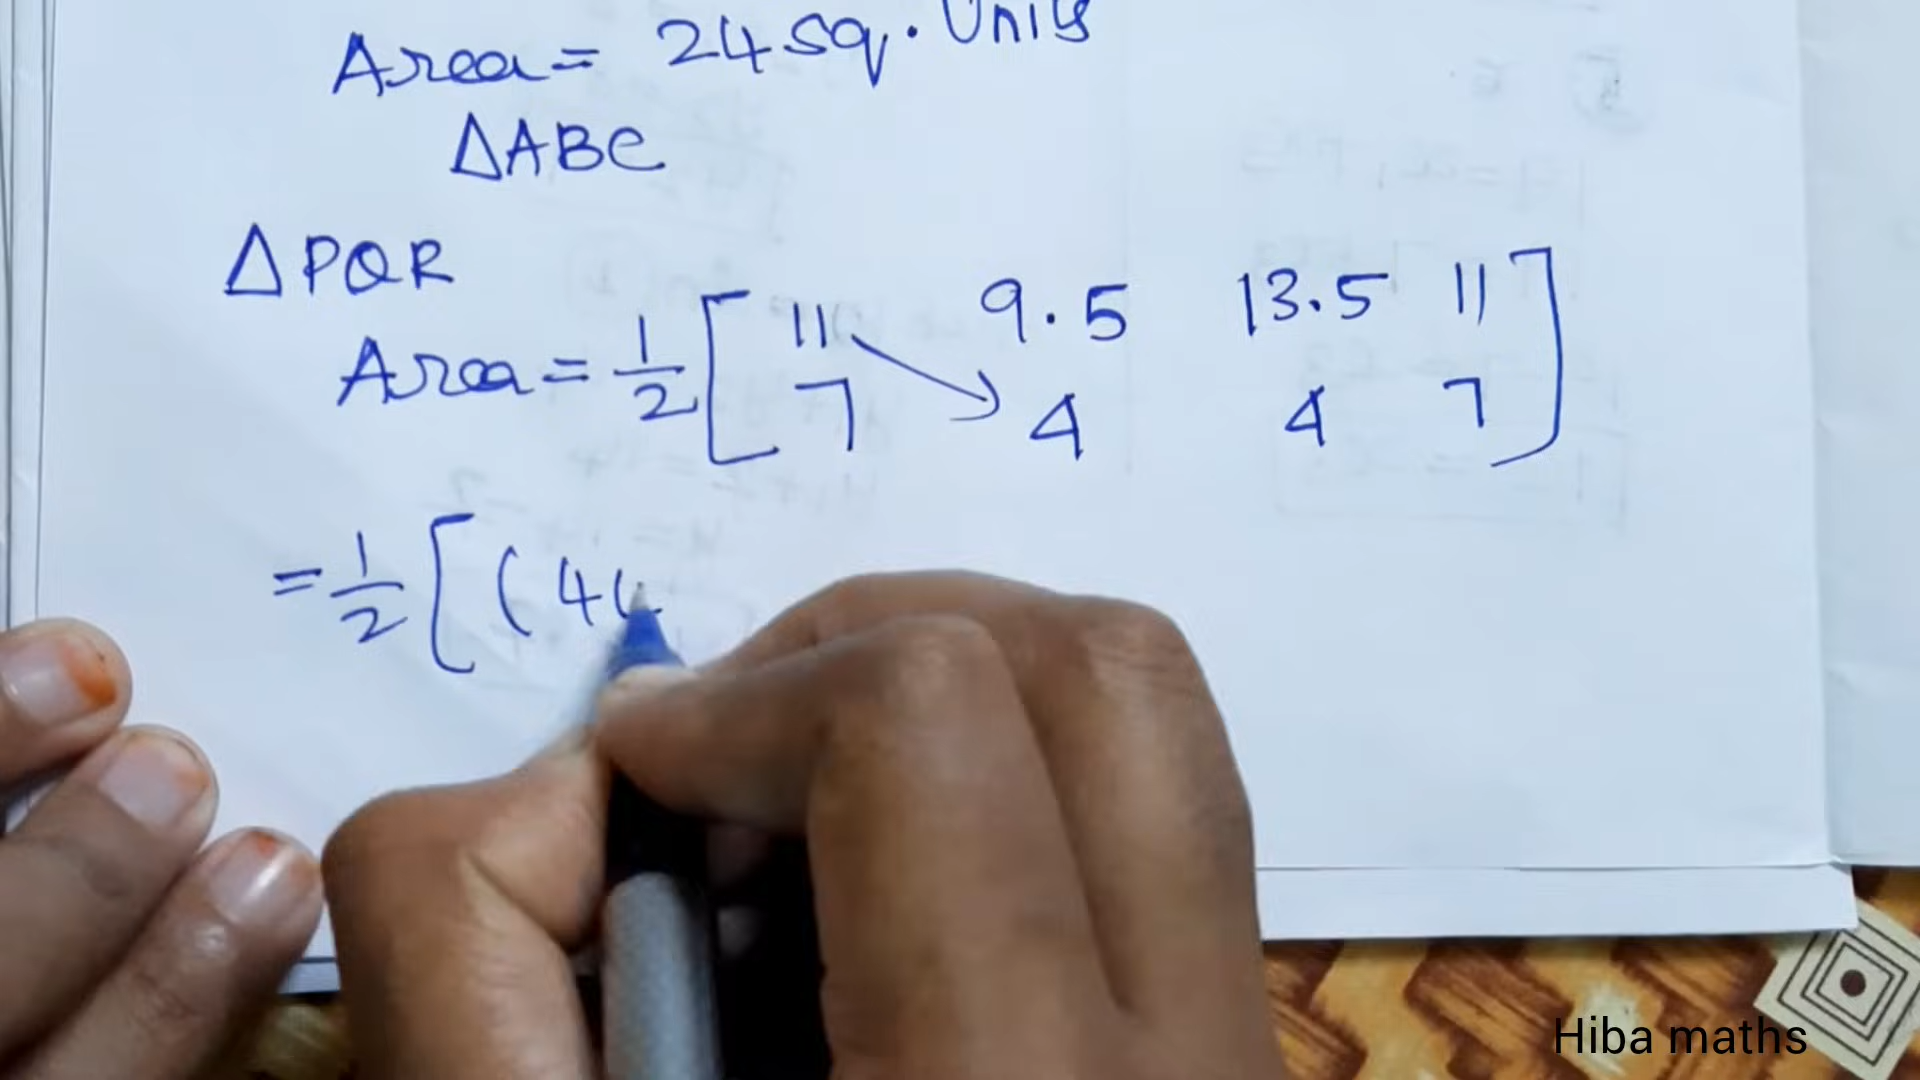 Area = 24 sq. Units
ΔABC
ΔPQR
Area = 1/2 [ 11 9.5 13.5 11 ]
7 4 4 7
= 1/2 [ ( 44
Hiba maths